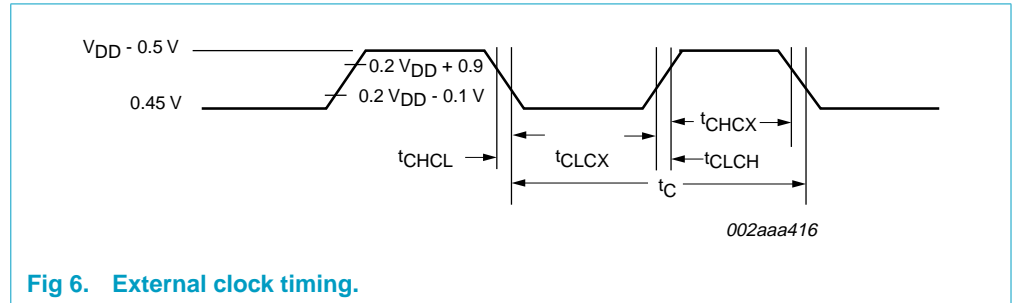 VDD - 0.5 V
0.2 VDD + 0.9
0.2 VDD - 0.1 V
0.45 V
tCHCX
tCHCL
tCLCX
tCLCH
tC
002aaa416
Fig 6. External clock timing.